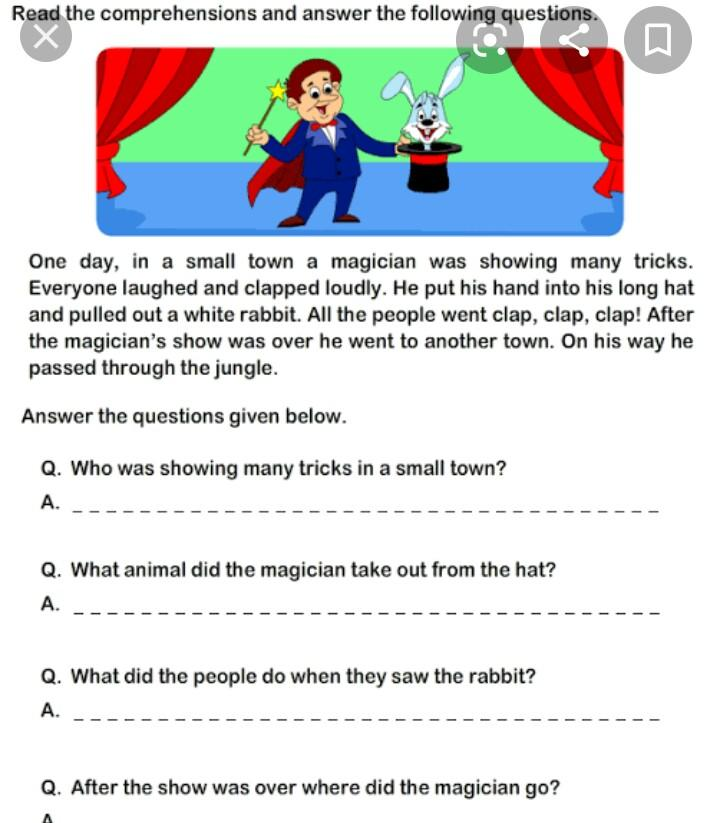 Read the comprehensions and answer the following questions.
One day, in a small town a magician was showing many tricks.
Everyone laughed and clapped loudly. He put his hand into his long hat
and pulled out a white rabbit. All the people went clap, clap, clap! After
the magician's show was over he went to another town. On his way he
passed through the jungle.
Answer the questions given below.
Q. Who was showing many tricks in a small town?
A. _ _ _ _ _ _ _ _ _ _ _ _ _ _ _ _ _ _ _ _ _ _ _ _ _ _ _ _ _ _ _ _ _ _ _
Q. What animal did the magician take out from the hat?
A. _ _ _ _ _ _ _ _ _ _ _ _ _ _ _ _ _ _ _ _ _ _ _ _ _ _ _ _ _ _ _ _ _ _ _
Q. What did the people do when they saw the rabbit?
A. _ _ _ _ _ _ _ _ _ _ _ _ _ _ _ _ _ _ _ _ _ _ _ _ _ _ _ _ _ _ _ _ _ _ _
Q. After the show was over where did the magician go?
A